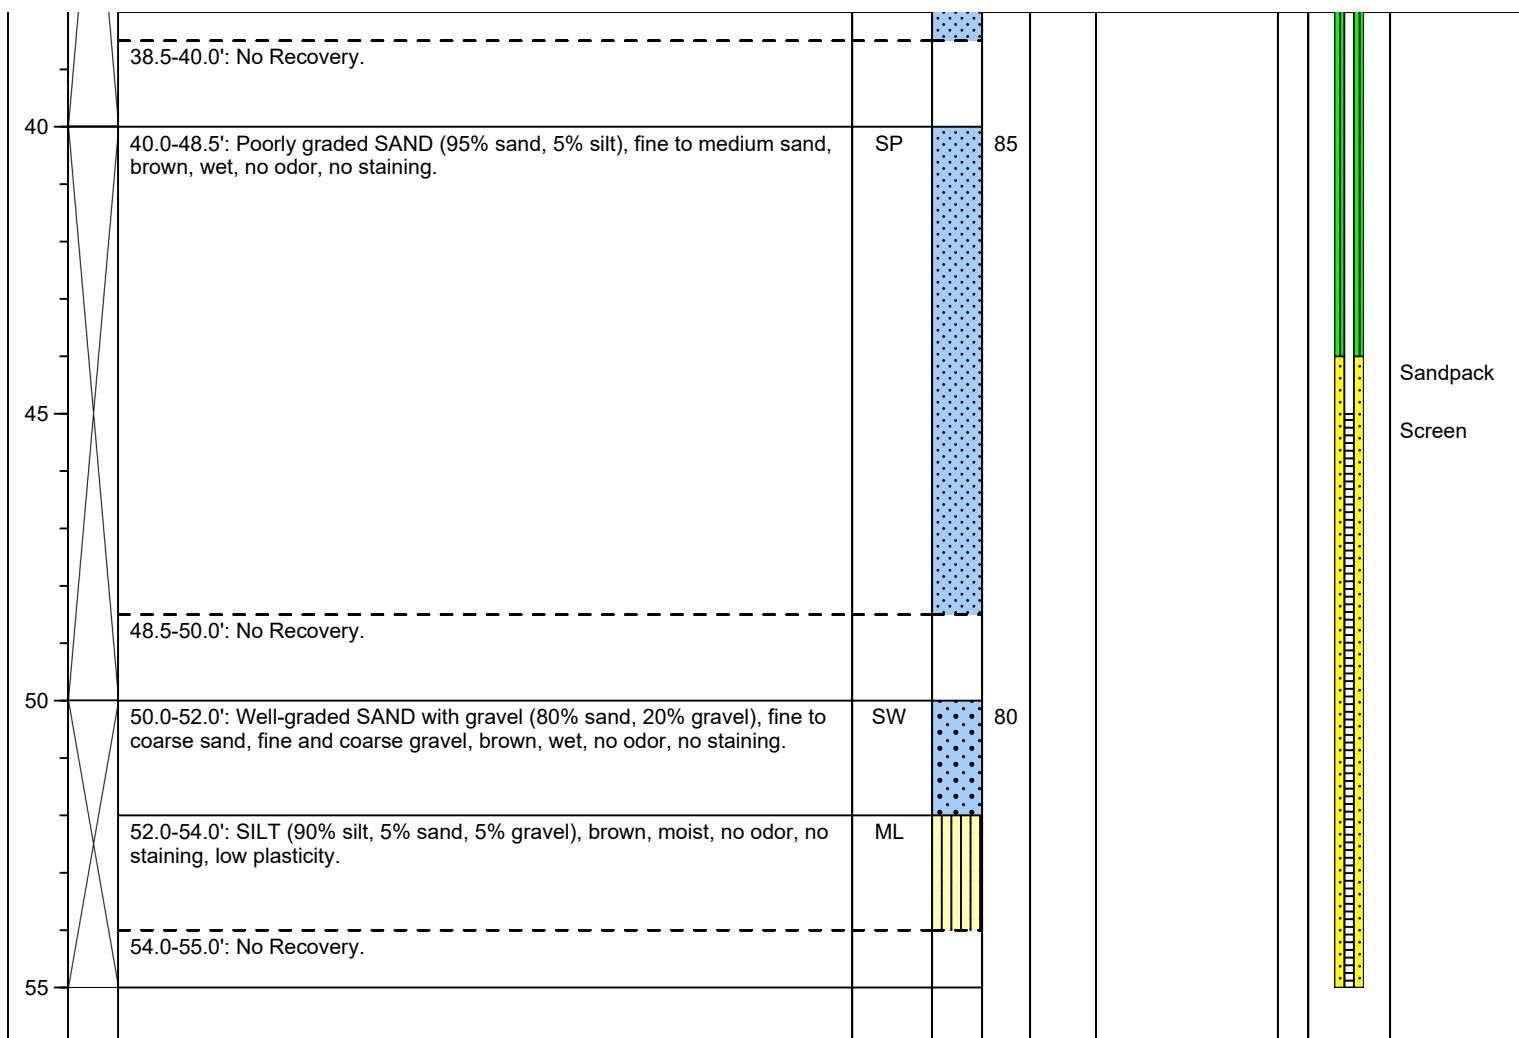 38.5-40.0': No Recovery.
40
40.0-48.5': Poorly graded SAND (95% sand, 5% silt), fine to medium sand,
brown, wet, no odor, no staining.
SP
85
Sandpack
45
Screen
48.5-50.0': No Recovery.
50
50.0-52.0': Well-graded SAND with gravel (80% sand, 20% gravel), fine to
coarse sand, fine and coarse gravel, brown, wet, no odor, no staining.
SW
80
52.0-54.0': SILT (90% silt, 5% sand, 5% gravel), brown, moist, no odor, no
staining, low plasticity.
ML
54.0-55.0': No Recovery.
55